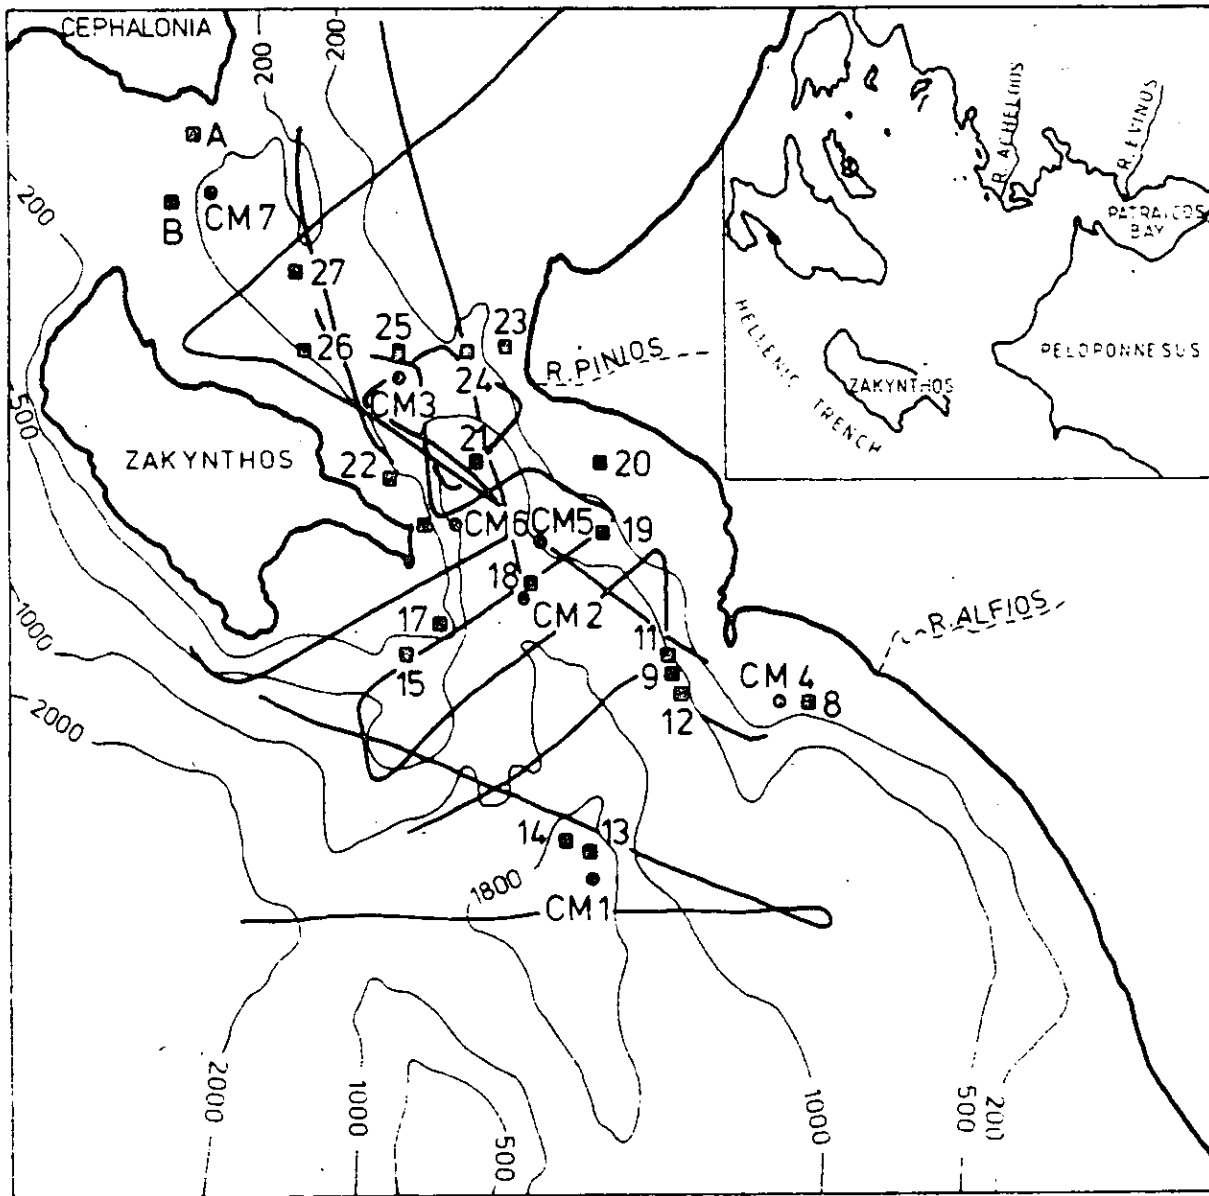 CEPHALONIA
200
200
A
B
CM7
200
27
26
25
24
23
CM3
R. PINIOS
R. ACHELIOS
R. EVINUS
PATRAICOS
BAY
HELLENIC TRENCH
ZAKYNTHOS
PELOPONNESUS
500
ZAKYNTHOS
22
21
20
CM6
CM5
19
18
CM2
17
15
11
9
12
CM4
8
R. ALFIOS
1000
2000
14
13
1800
CM1
2000
1000
500
1000
500
200